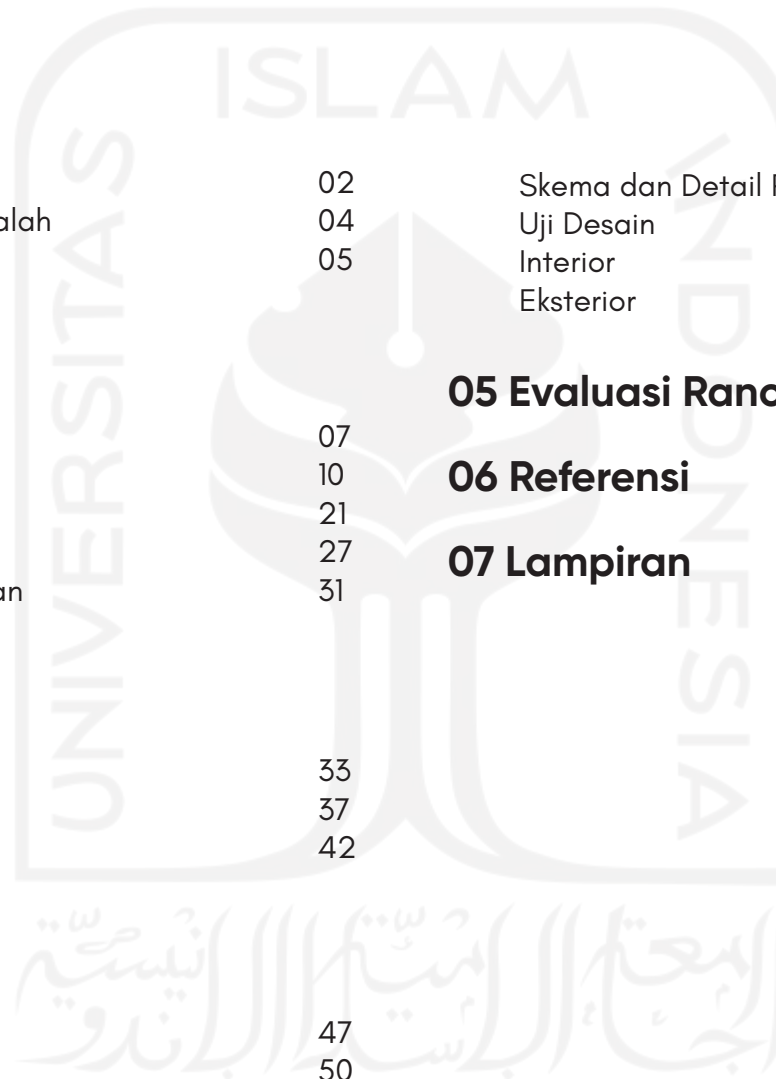 UNIVERSITAS
ISLAM
INDONESIA
02
alah
04
05
07
10
21
27
an
31
33
37
42
47
50
Skema dan Detail
Uji Desain
Interior
Eksterior
05 Evaluasi Ranc
06 Referensi
07 Lampiran